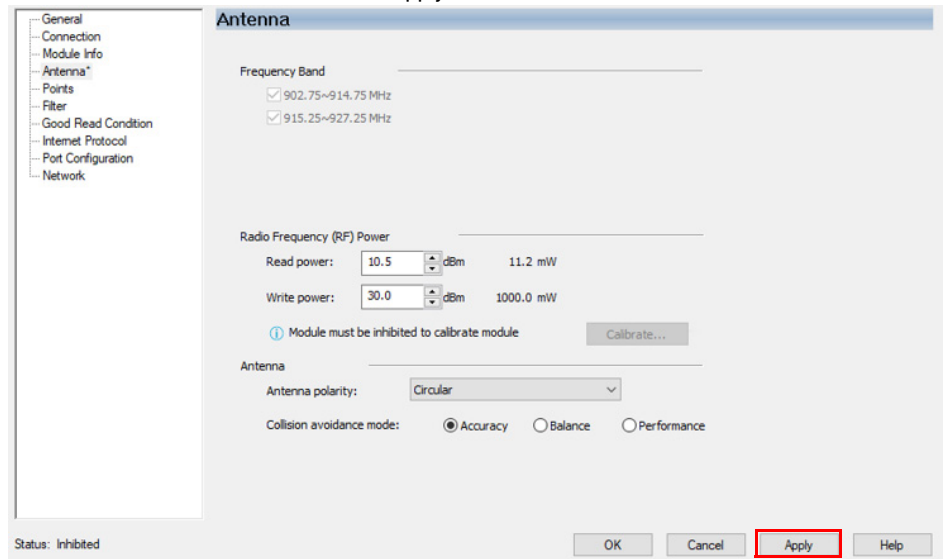 General
Connection
Module Info
Antenna*
Points
Filter
Good Read Condition
Internet Protocol
Port Configuration
Network
Antenna
Frequency Band
902.75~914.75 MHz
915.25~927.25 MHz
Radio Frequency (RF) Power
Read power: 10.5 dBm 11.2 mW
Write power: 30.0 dBm 1000.0 mW
Module must be inhibited to calibrate module Calibrate...
Antenna
Antenna polarity: Circular
Collision avoidance mode: Accuracy Balance Performance
Status: Inhibited OK Cancel Apply Help